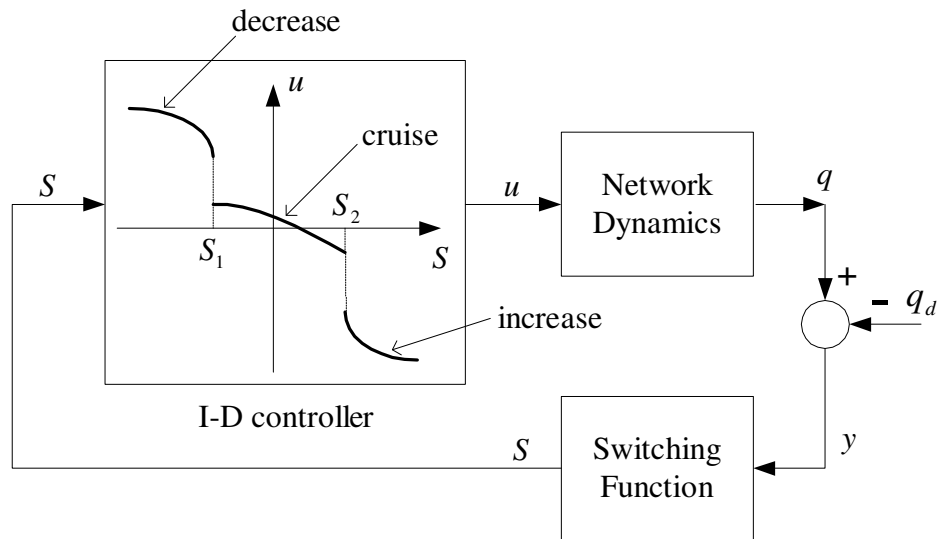 decrease
u
cruise
S
S₂
S₁
S
increase
I-D controller
u
Network
Dynamics
q
+
-
q_d
S
Switching
Function
y